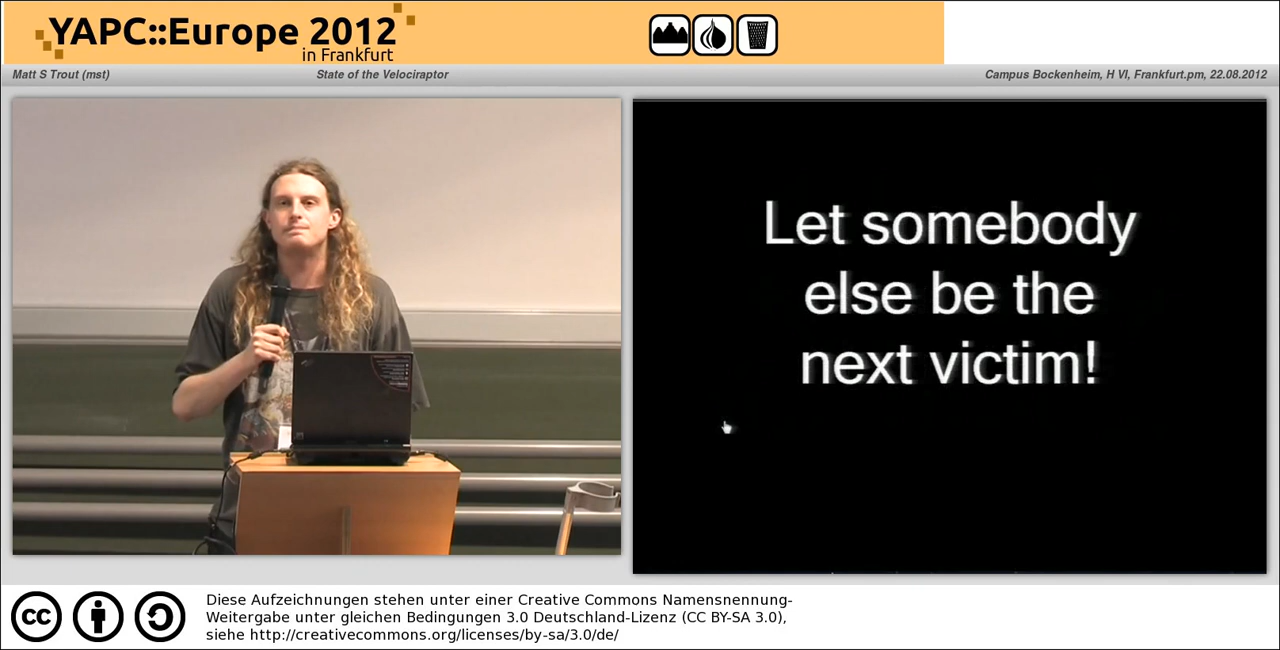 YAPC::Europe 2012
in Frankfurt
Matt S Trout (mst) State of the Velociraptor Campus Bockenheim, H VI, Frankfurt.pm, 22.08.2012
Let somebody
else be the
next victim!
cc
Diese Aufzeichnungen stehen unter einer Creative Commons Namensnennung-
Weitergabe unter gleichen Bedingungen 3.0 Deutschland-Lizenz (CC BY-SA 3.0),
siehe http://creativecommons.org/licenses/by-sa/3.0/de/